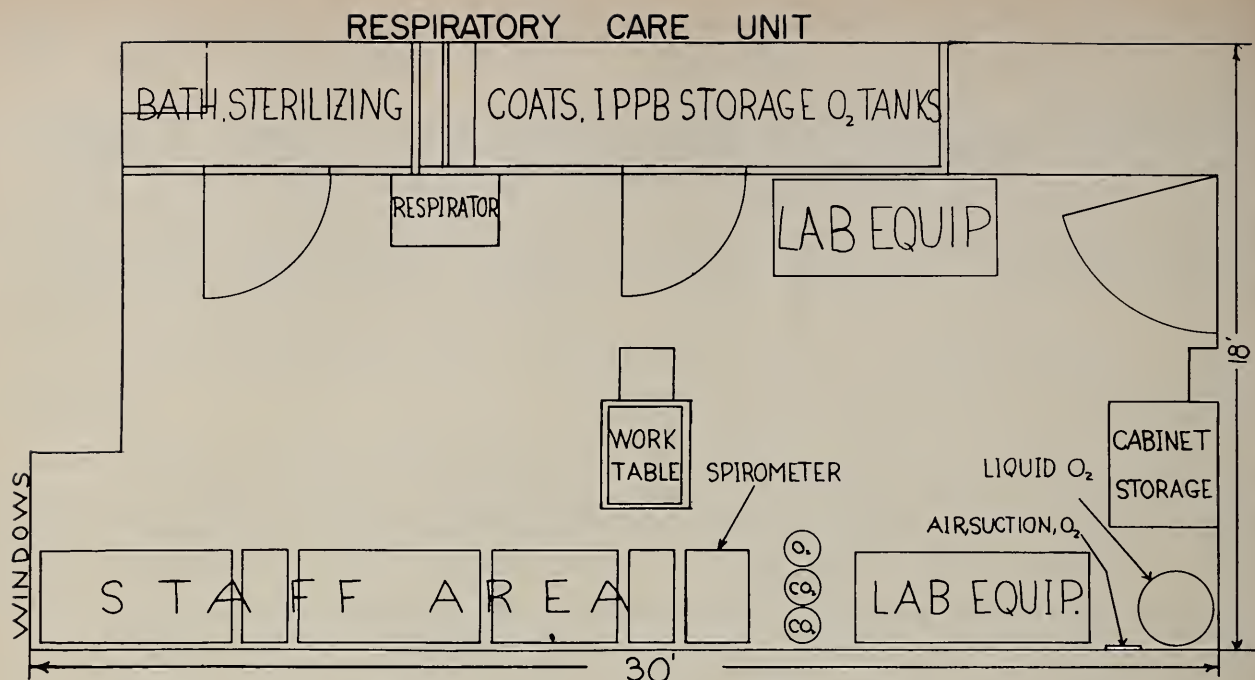 RESPIRATORY CARE UNIT
BATH, STERILIZING
COATS, IPPB STORAGE O₂ TANKS
RESPIRATOR
LAB EQUIP
18'
WORK
TABLE
SPIROMETER
LIQUID O₂
CABINET
STORAGE
AIR,SUCTION, O₂
WINDOWS
O₂
CO₂
CO₂
STAFF AREA
LAB EQUIP.
30'